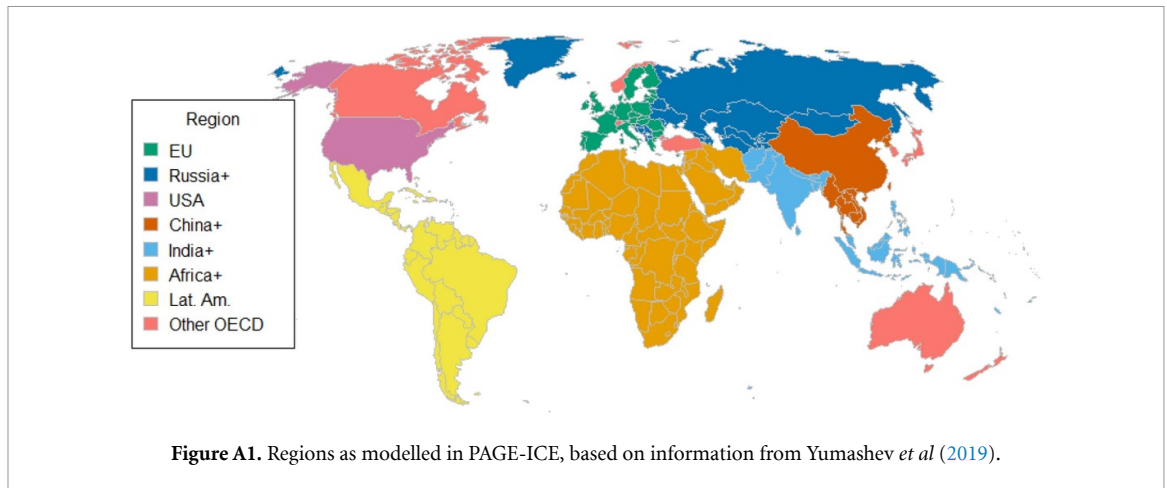 Region
EU
Russia+
USA
China+
India+
Africa+
Lat. Am.
Other OECD
Figure A1. Regions as modelled in PAGE-ICE, based on information from Yumashev et al (2019).